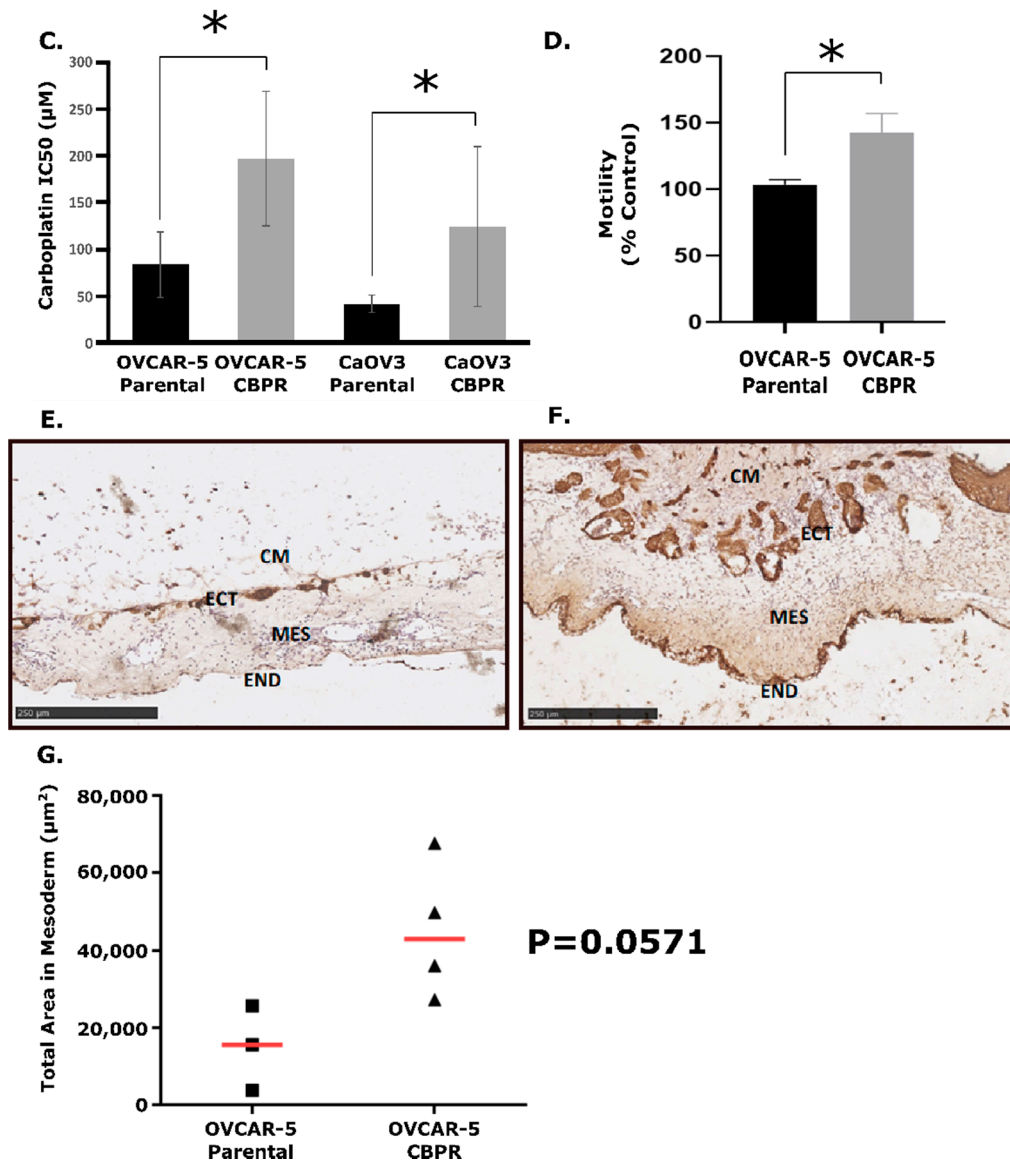 C.
*
*
Carboplatin IC50 (µM)
300
250
200
150
100
50
0
OVCAR-5 Parental
OVCAR-5 CBPR
CaOV3 Parental
CaOV3 CBPR
D.
*
Motility
(% Control)
200
150
100
50
0
OVCAR-5 Parental
OVCAR-5 CBPR
E.
CM
ECT
MES
END
250 µm
F.
CM
ECT
MES
END
250 µm
G.
Total Area in Mesoderm (µm²)
80,000
60,000
40,000
20,000
0
P=0.0571
OVCAR-5 Parental
OVCAR-5 CBPR